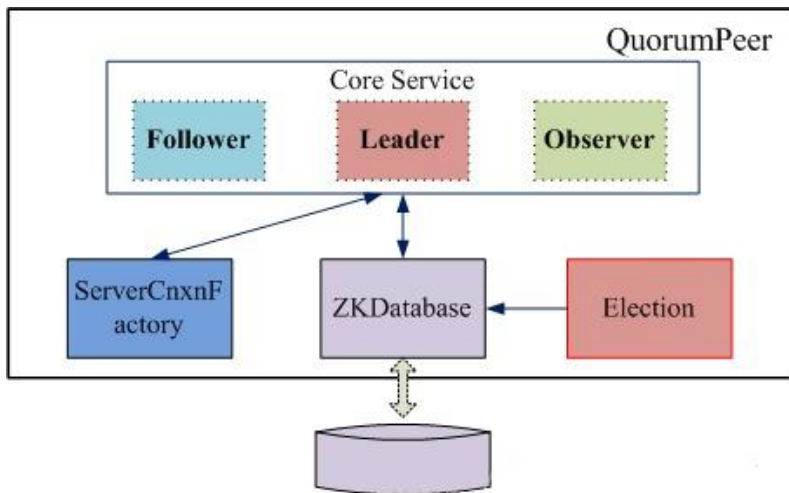 QuorumPeer
Core Service
Follower
Leader
Observer
ServerCnxnF
actory
ZKDatabase
Election